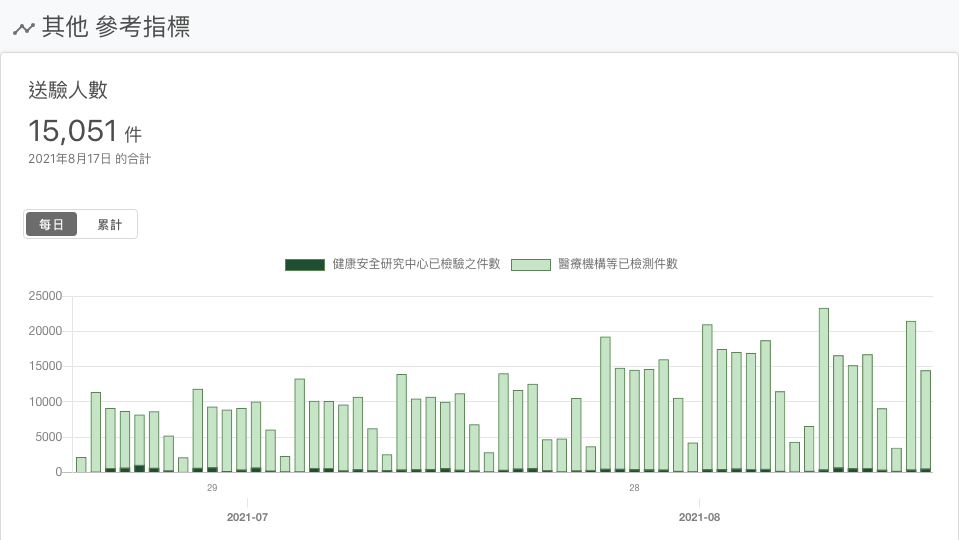 其他 參考指標
送驗人數
15,051 件
2021年8月17日 的合計
每日 累計
健康安全研究中心已檢驗之件數 醫療機構等已檢測件數
25000
20000
15000
10000
5000
0
29 28
2021-07 2021-08